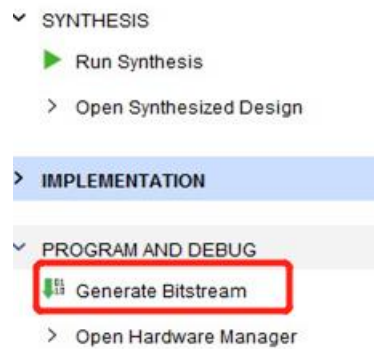 SYNTHESIS
Run Synthesis
Open Synthesized Design
IMPLEMENTATION
PROGRAM AND DEBUG
Generate Bitstream
Open Hardware Manager